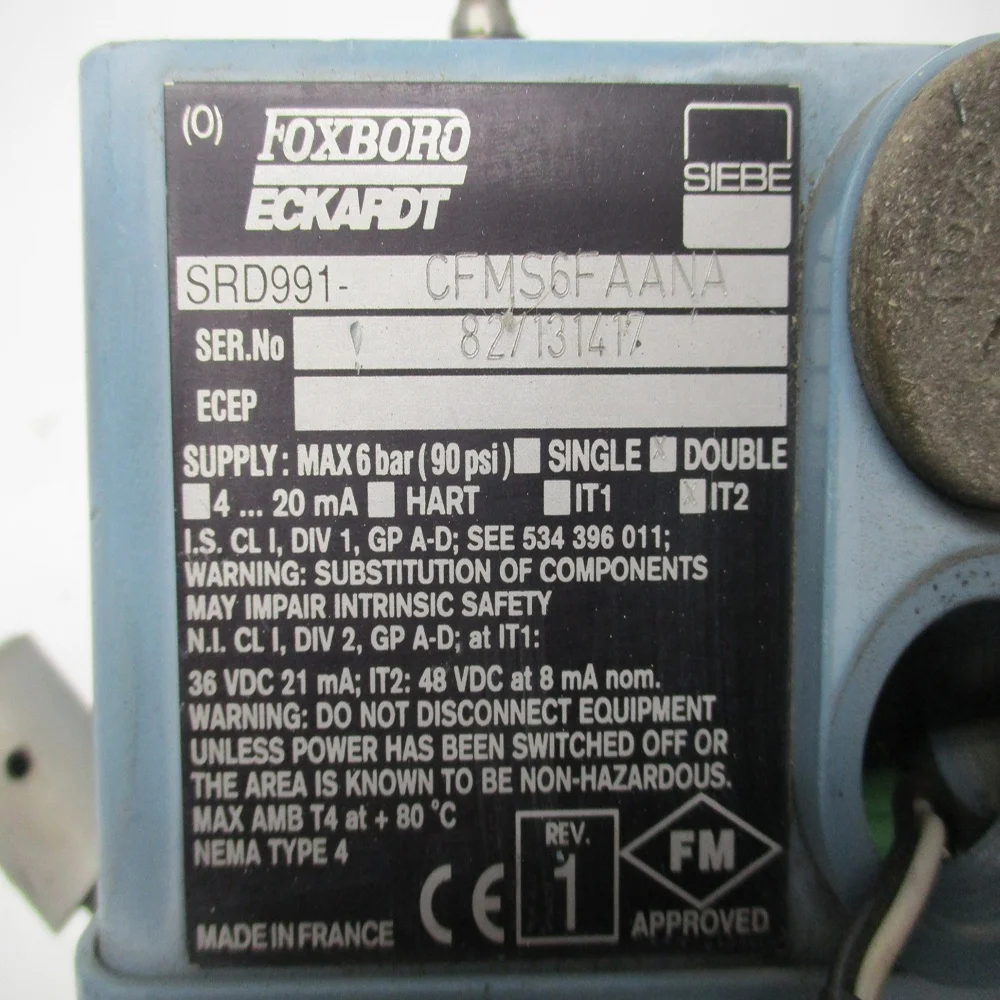 (O) FOXBORO ECKARDT SIEBE
SRD991- CFMS6FAANA
SER.No 82/131417
ECEP
SUPPLY: MAX 6 bar (90 psi) SINGLE X DOUBLE
4 ... 20 mA HART IT1 X IT2
I.S. CL I, DIV 1, GP A-D; SEE 534 396 011;
WARNING: SUBSTITUTION OF COMPONENTS
MAY IMPAIR INTRINSIC SAFETY
N.I. CL I, DIV 2, GP A-D; at IT1:
36 VDC 21 mA; IT2: 48 VDC at 8 mA nom.
WARNING: DO NOT DISCONNECT EQUIPMENT
UNLESS POWER HAS BEEN SWITCHED OFF OR
THE AREA IS KNOWN TO BE NON-HAZARDOUS.
MAX AMB T4 at + 80 °C
NEMA TYPE 4
MADE IN FRANCE CE REV. 1 FM APPROVED